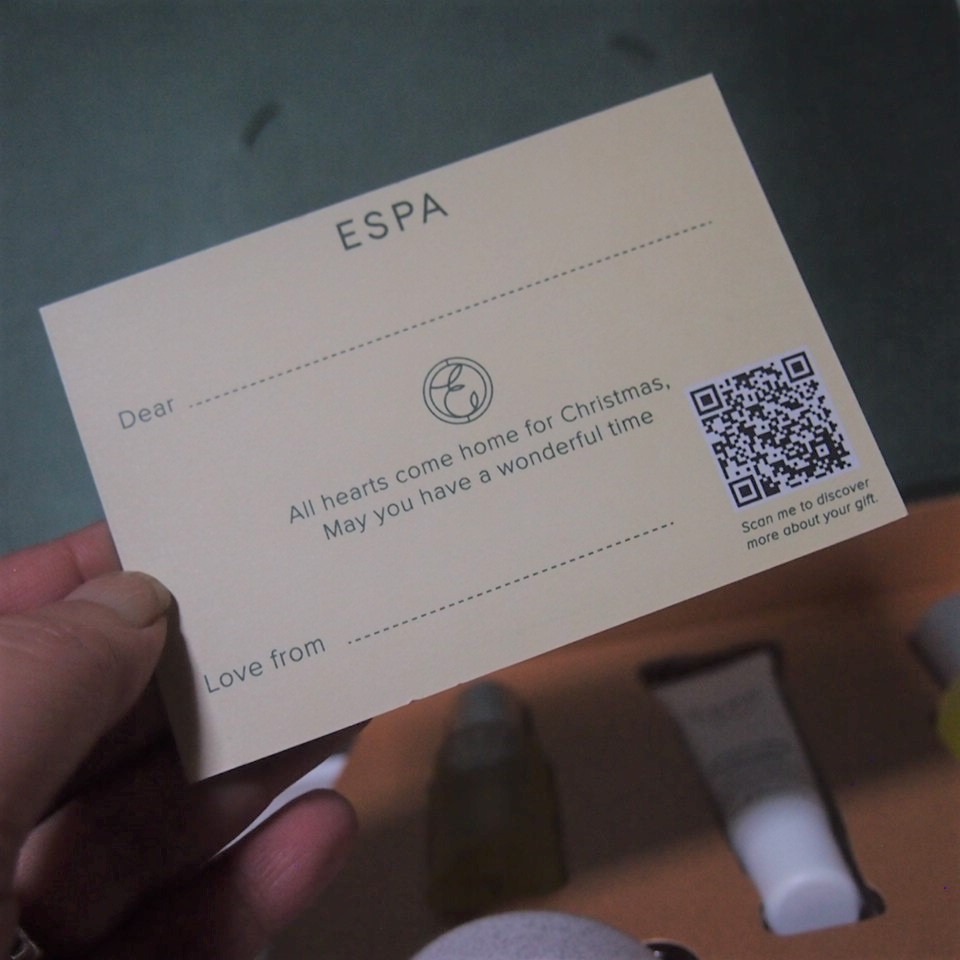 ESPA
Dear
All hearts come home for Christmas,
May you have a wonderful time
Love from
Scan me to discover
more about your gift.